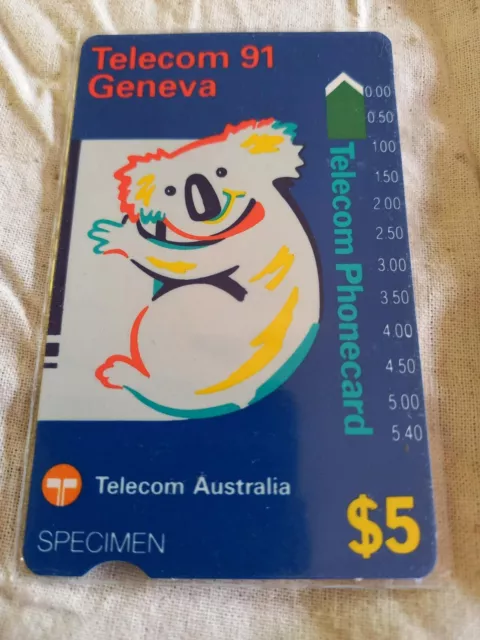 Telecom 91
Geneva
0.00
0.50
1.00
1.50
2.00
2.50
3.00
3.50
4.00
4.50
5.00
5.40
Telecom Phonecard
Telecom Australia
$5
SPECIMEN